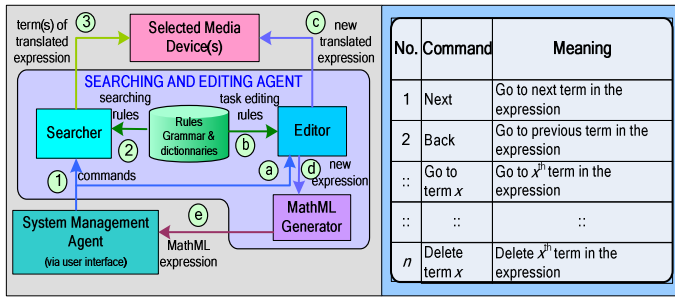 term(s) of
translated
expression
3
Selected Media
Device(s)
c
new
translated
expression
SEARCHING AND EDITING AGENT
searching
rules
task editing
rules
Searcher
2
Rules
Grammar &
dictionnaries
b
Editor
1
commands
a
d
new
expression
System Management
Agent
(via user interface)
e
MathML
expression
MathML
Generator
No. Command Meaning
1 Next Go to next term in the
expression
2 Back Go to previous term in the
expression
:: Go to Go to xth term in the
term x expression
:: :: ::
n Delete Delete xth term in the
term x expression